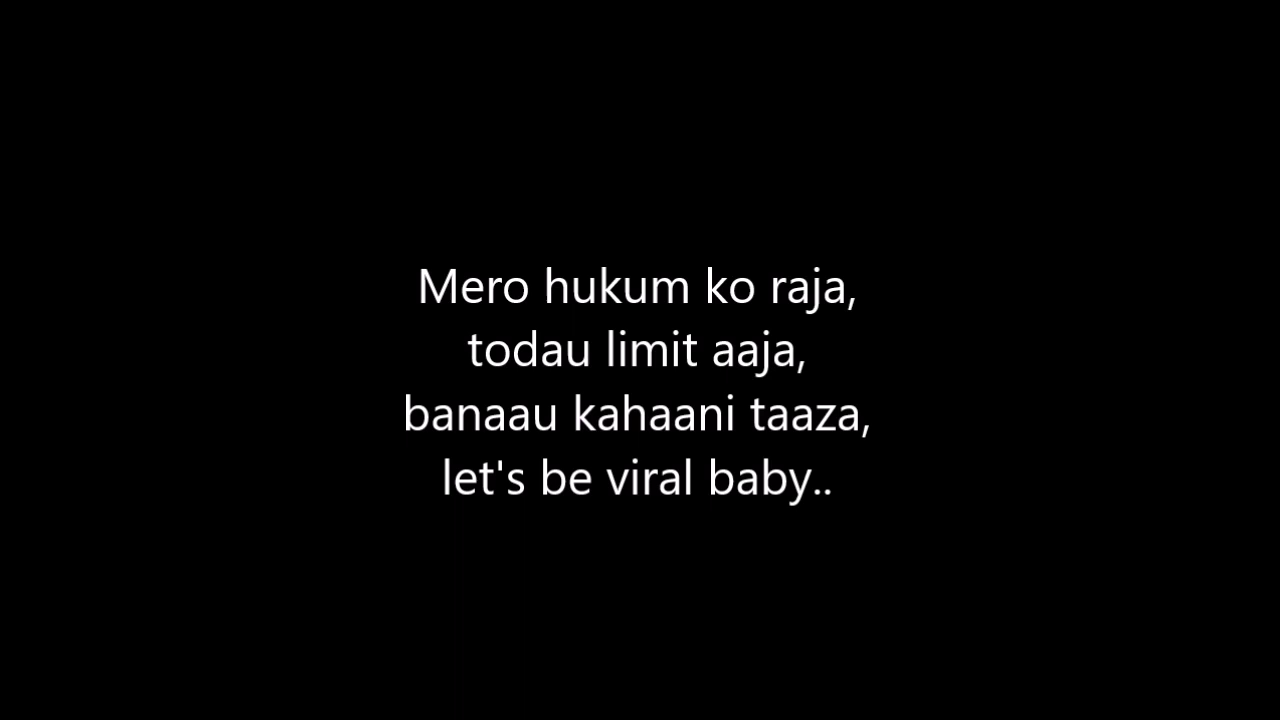 Mero hukum ko raja,
todau limit aaja,
banaau kahaani taaza,
let's be viral baby..